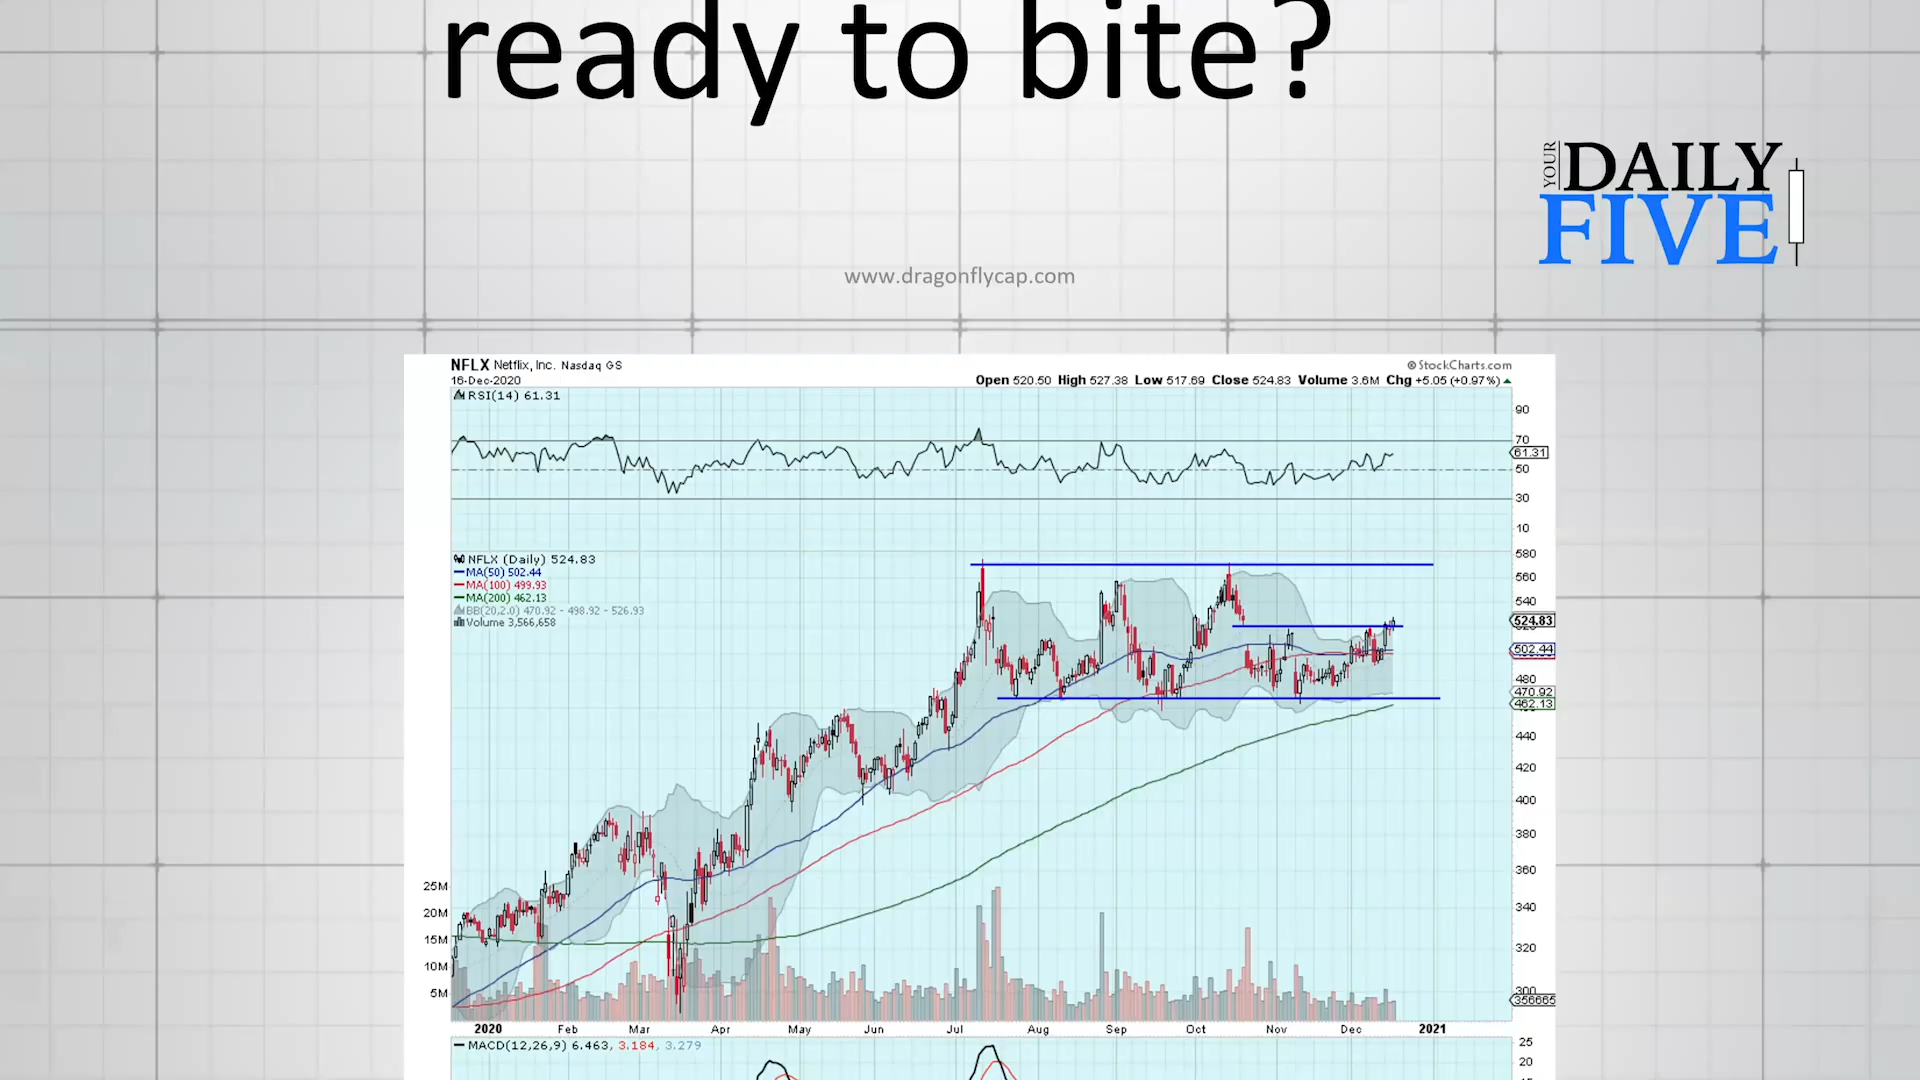 ready to bite?
YOUR
DAILY
FIVE
www.dragonflycap.com
NFLX Netflix, Inc. Nasdaq GS
©StockCharts.com
16-Dec-2020
Open 520.50 High 527.38 Low 517.69 Close 524.83 Volume 3.6M Chg +5.05 (+0.97%)
RSI(14) 61.31
90
70
61.31
50
30
10
NFLX (Daily) 524.83
MA(50) 502.44
MA(100) 499.93
MA(200) 462.13
BB(20,2.0) 470.92 - 498.92 - 526.93
Volume 3,566,658
580
560
540
524.83
502.44
480
470.92
462.13
440
420
400
380
360
340
320
300
356665
25M
20M
15M
10M
5M
2020 Feb Mar Apr May Jun Jul Aug Sep Oct Nov Dec 2021
MACD(12,26,9) 6.463, 3.184, 3.279
25
20